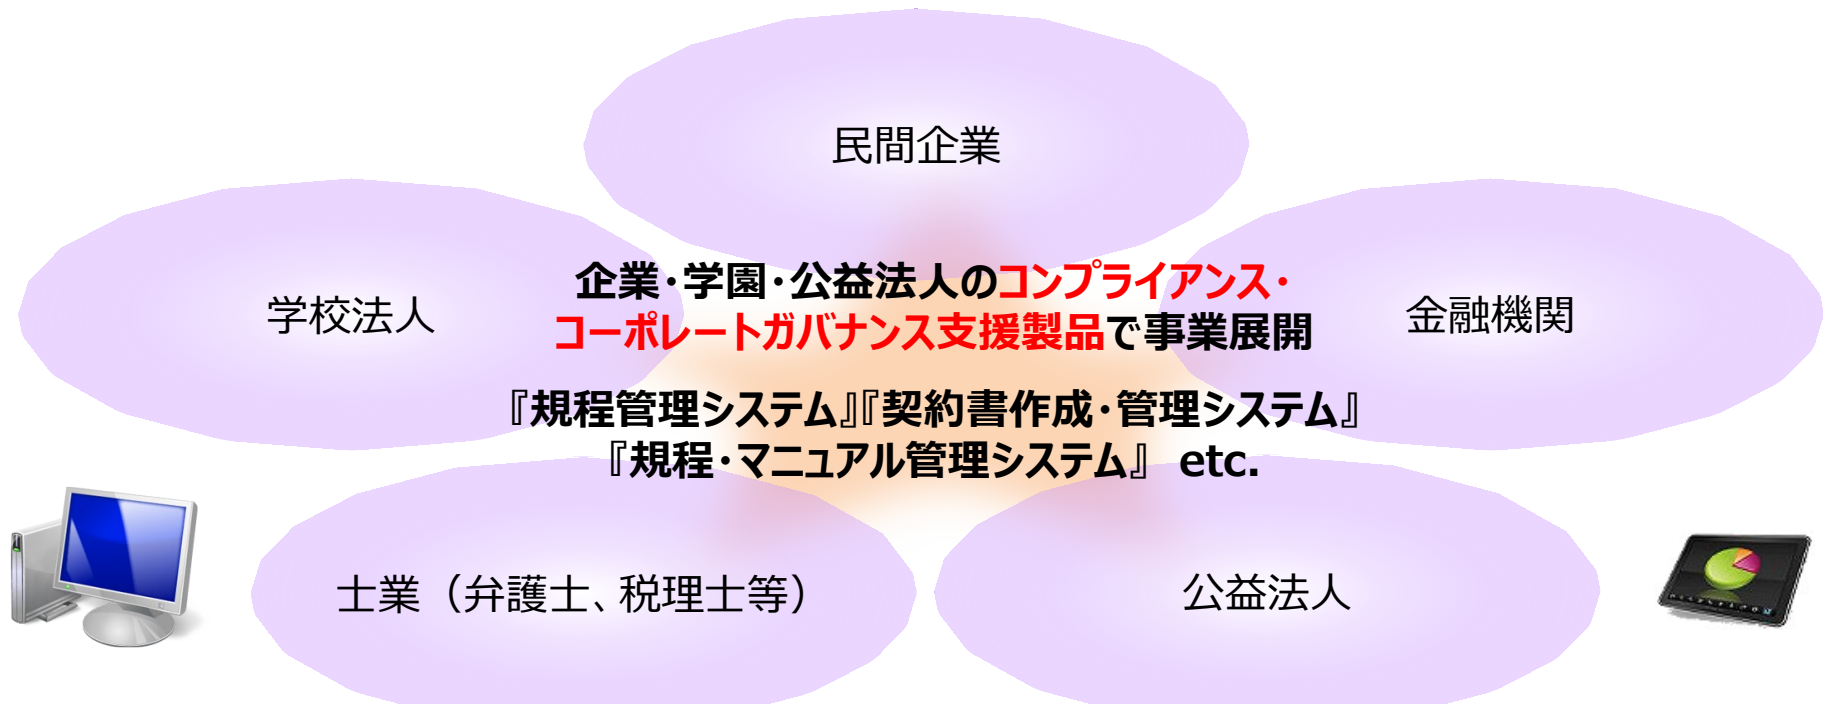 民間企業
学校法人
金融機関
企業・学園・公益法人のコンプライアンス・
コーポレートガバナンス支援製品で事業展開
『規程管理システム』『契約書作成・管理システム』
『規程・マニュアル管理システム』 etc.
士業（弁護士、税理士等）
公益法人